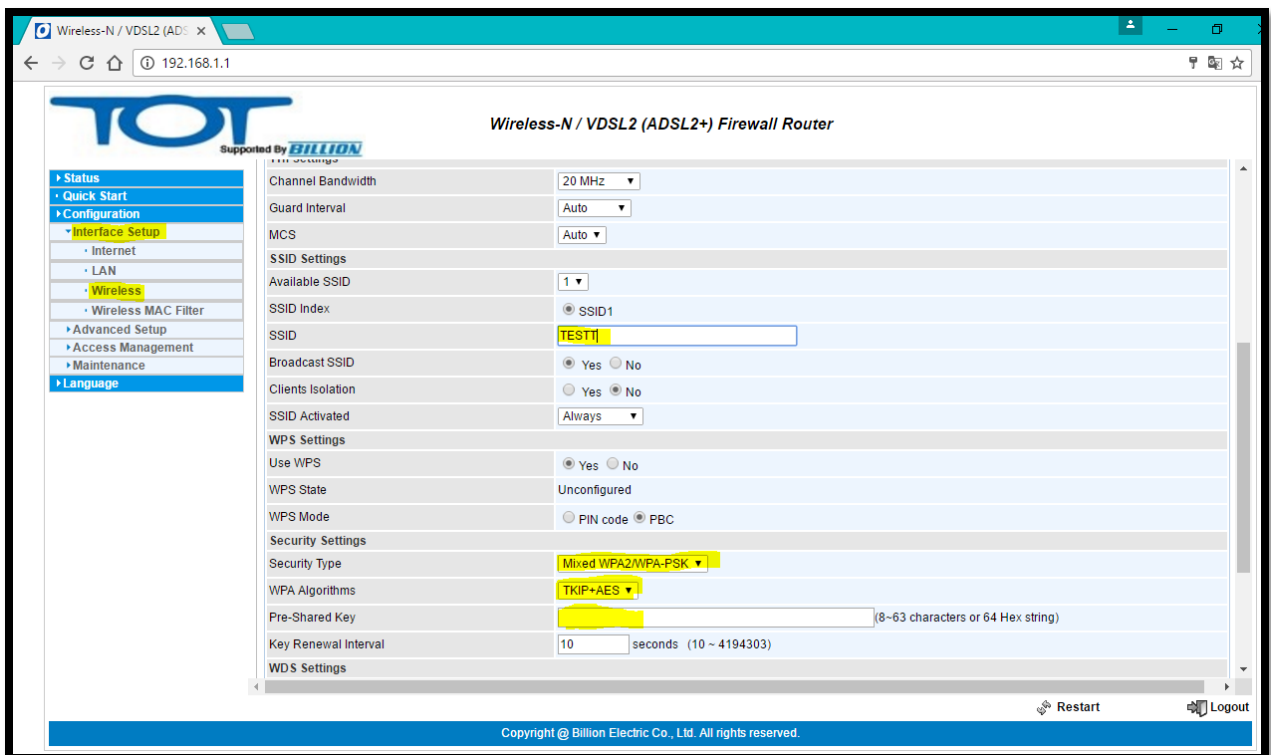 Wireless-N / VDSL2 (ADS
192.168.1.1
TOT
Supported By BILLION
Wireless-N / VDSL2 (ADSL2+) Firewall Router
Status
Quick Start
Configuration
Interface Setup
Internet
LAN
Wireless
Wireless MAC Filter
Advanced Setup
Access Management
Maintenance
Language
11n Settings
Channel Bandwidth 20 MHz
Guard Interval Auto
MCS Auto
SSID Settings
Available SSID 1
SSID Index SSID1
SSID TESTT
Broadcast SSID Yes No
Clients Isolation Yes No
SSID Activated Always
WPS Settings
Use WPS Yes No
WPS State Unconfigured
WPS Mode PIN code PBC
Security Settings
Security Type Mixed WPA2/WPA-PSK
WPA Algorithms TKIP+AES
Pre-Shared Key (8~63 characters or 64 Hex string)
Key Renewal Interval 10 seconds (10 ~ 4194303)
WDS Settings
Restart Logout
Copyright @ Billion Electric Co., Ltd. All rights reserved.